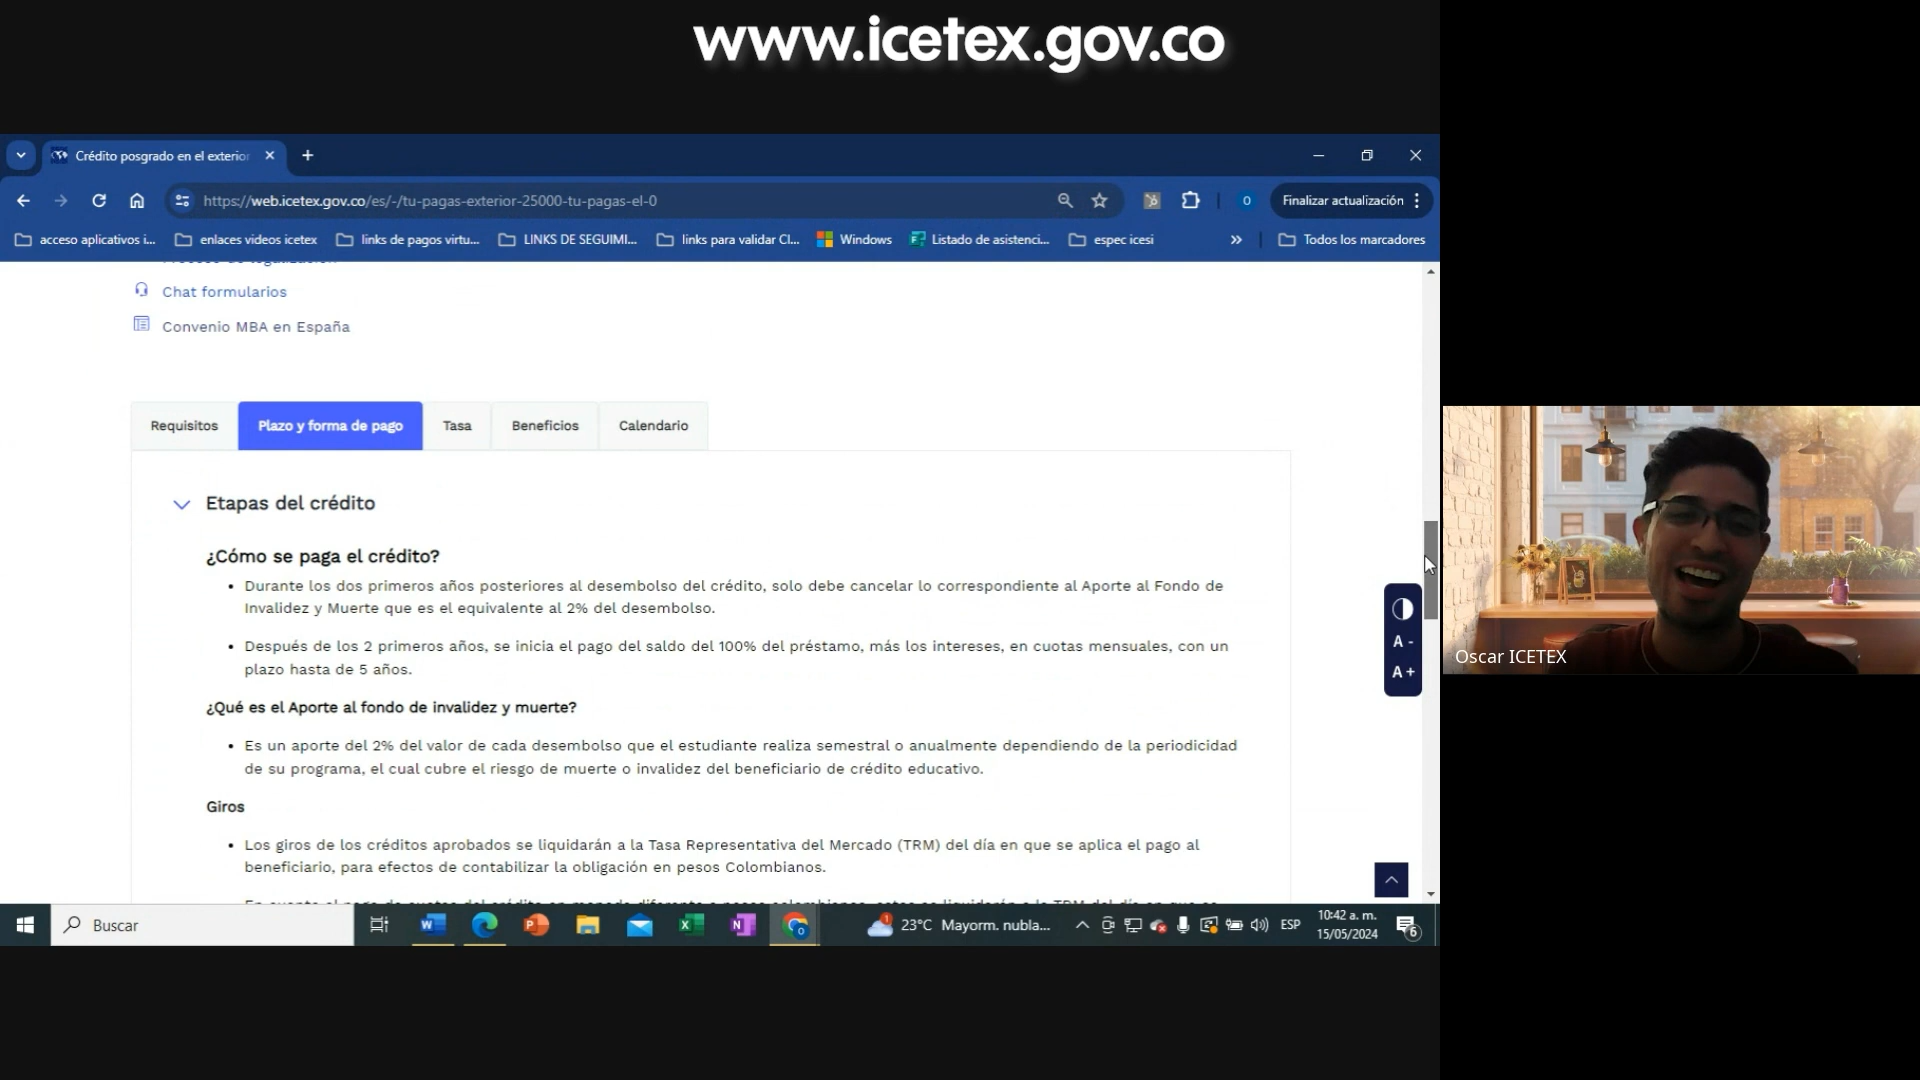 www.icetex.gov.co
Crédito posgrado en el exterior
https://web.icetex.gov.co/es/-/tu-pagas-exterior-25000-tu-pagas-el-0
O
Finalizar actualización
acceso aplicativos i...
enlaces videos icetex
links de pagos virtu...
LINKS DE SEGUIMI...
links para validar CI...
Windows
Listado de asistenci...
espec icesi
»
Todos los marcadores
Chat formularios
Convenio MBA en España
Requisitos
Plazo y forma de pago
Tasa
Beneficios
Calendario
Etapas del crédito
¿Cómo se paga el crédito?
• Durante los dos primeros años posteriores al desembolso del crédito, solo debe cancelar lo correspondiente al Aporte al Fondo de
Invalidez y Muerte que es el equivalente al 2% del desembolso.
• Después de los 2 primeros años, se inicia el pago del saldo del 100% del préstamo, más los intereses, en cuotas mensuales, con un
plazo hasta de 5 años.
¿Qué es el Aporte al fondo de invalidez y muerte?
• Es un aporte del 2% del valor de cada desembolso que el estudiante realiza semestral o anualmente dependiendo de la periodicidad
de su programa, el cual cubre el riesgo de muerte o invalidez del beneficiario de crédito educativo.
Giros
• Los giros de los créditos aprobados se liquidarán a la Tasa Representativa del Mercado (TRM) del día en que se aplica el pago al
beneficiario, para efectos de contabilizar la obligación en pesos Colombianos.
A -
A +
Oscar ICETEX
Buscar
23°C Mayorm. nubla...
ESP
10:42 a. m.
15/05/2024
6